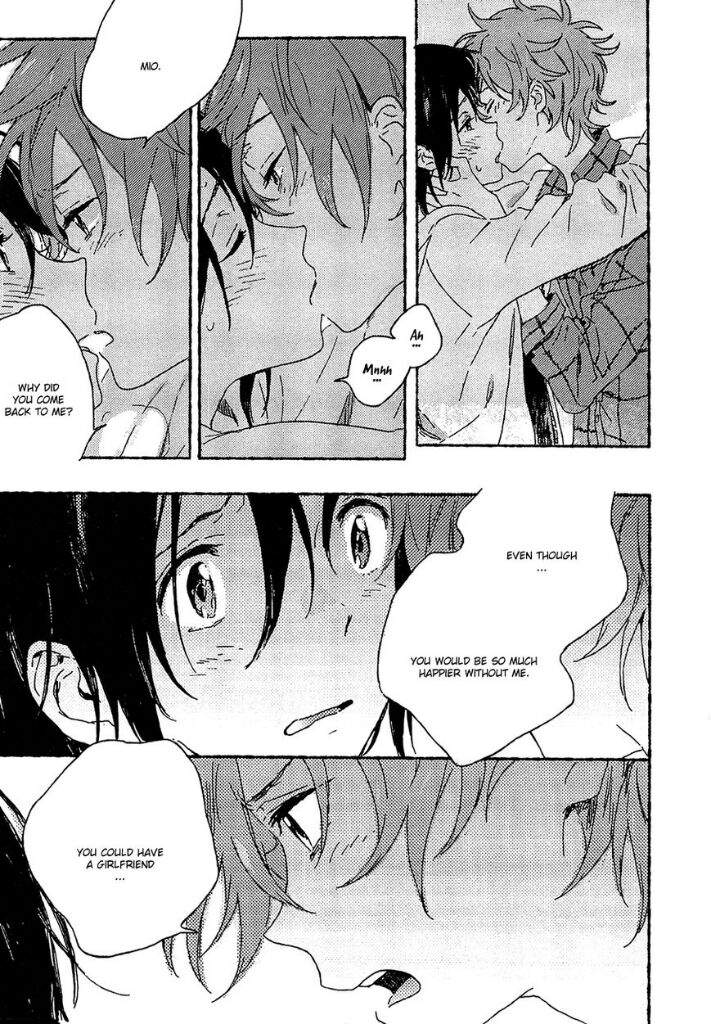 Ah
...
Mnhh
...
MIO.
WHY DID
YOU COME
BACK TO ME?
EVEN THOUGH
...
YOU WOULD BE SO MUCH
HAPPIER WITHOUT ME.
YOU COULD HAVE
A GIRLFRIEND
...